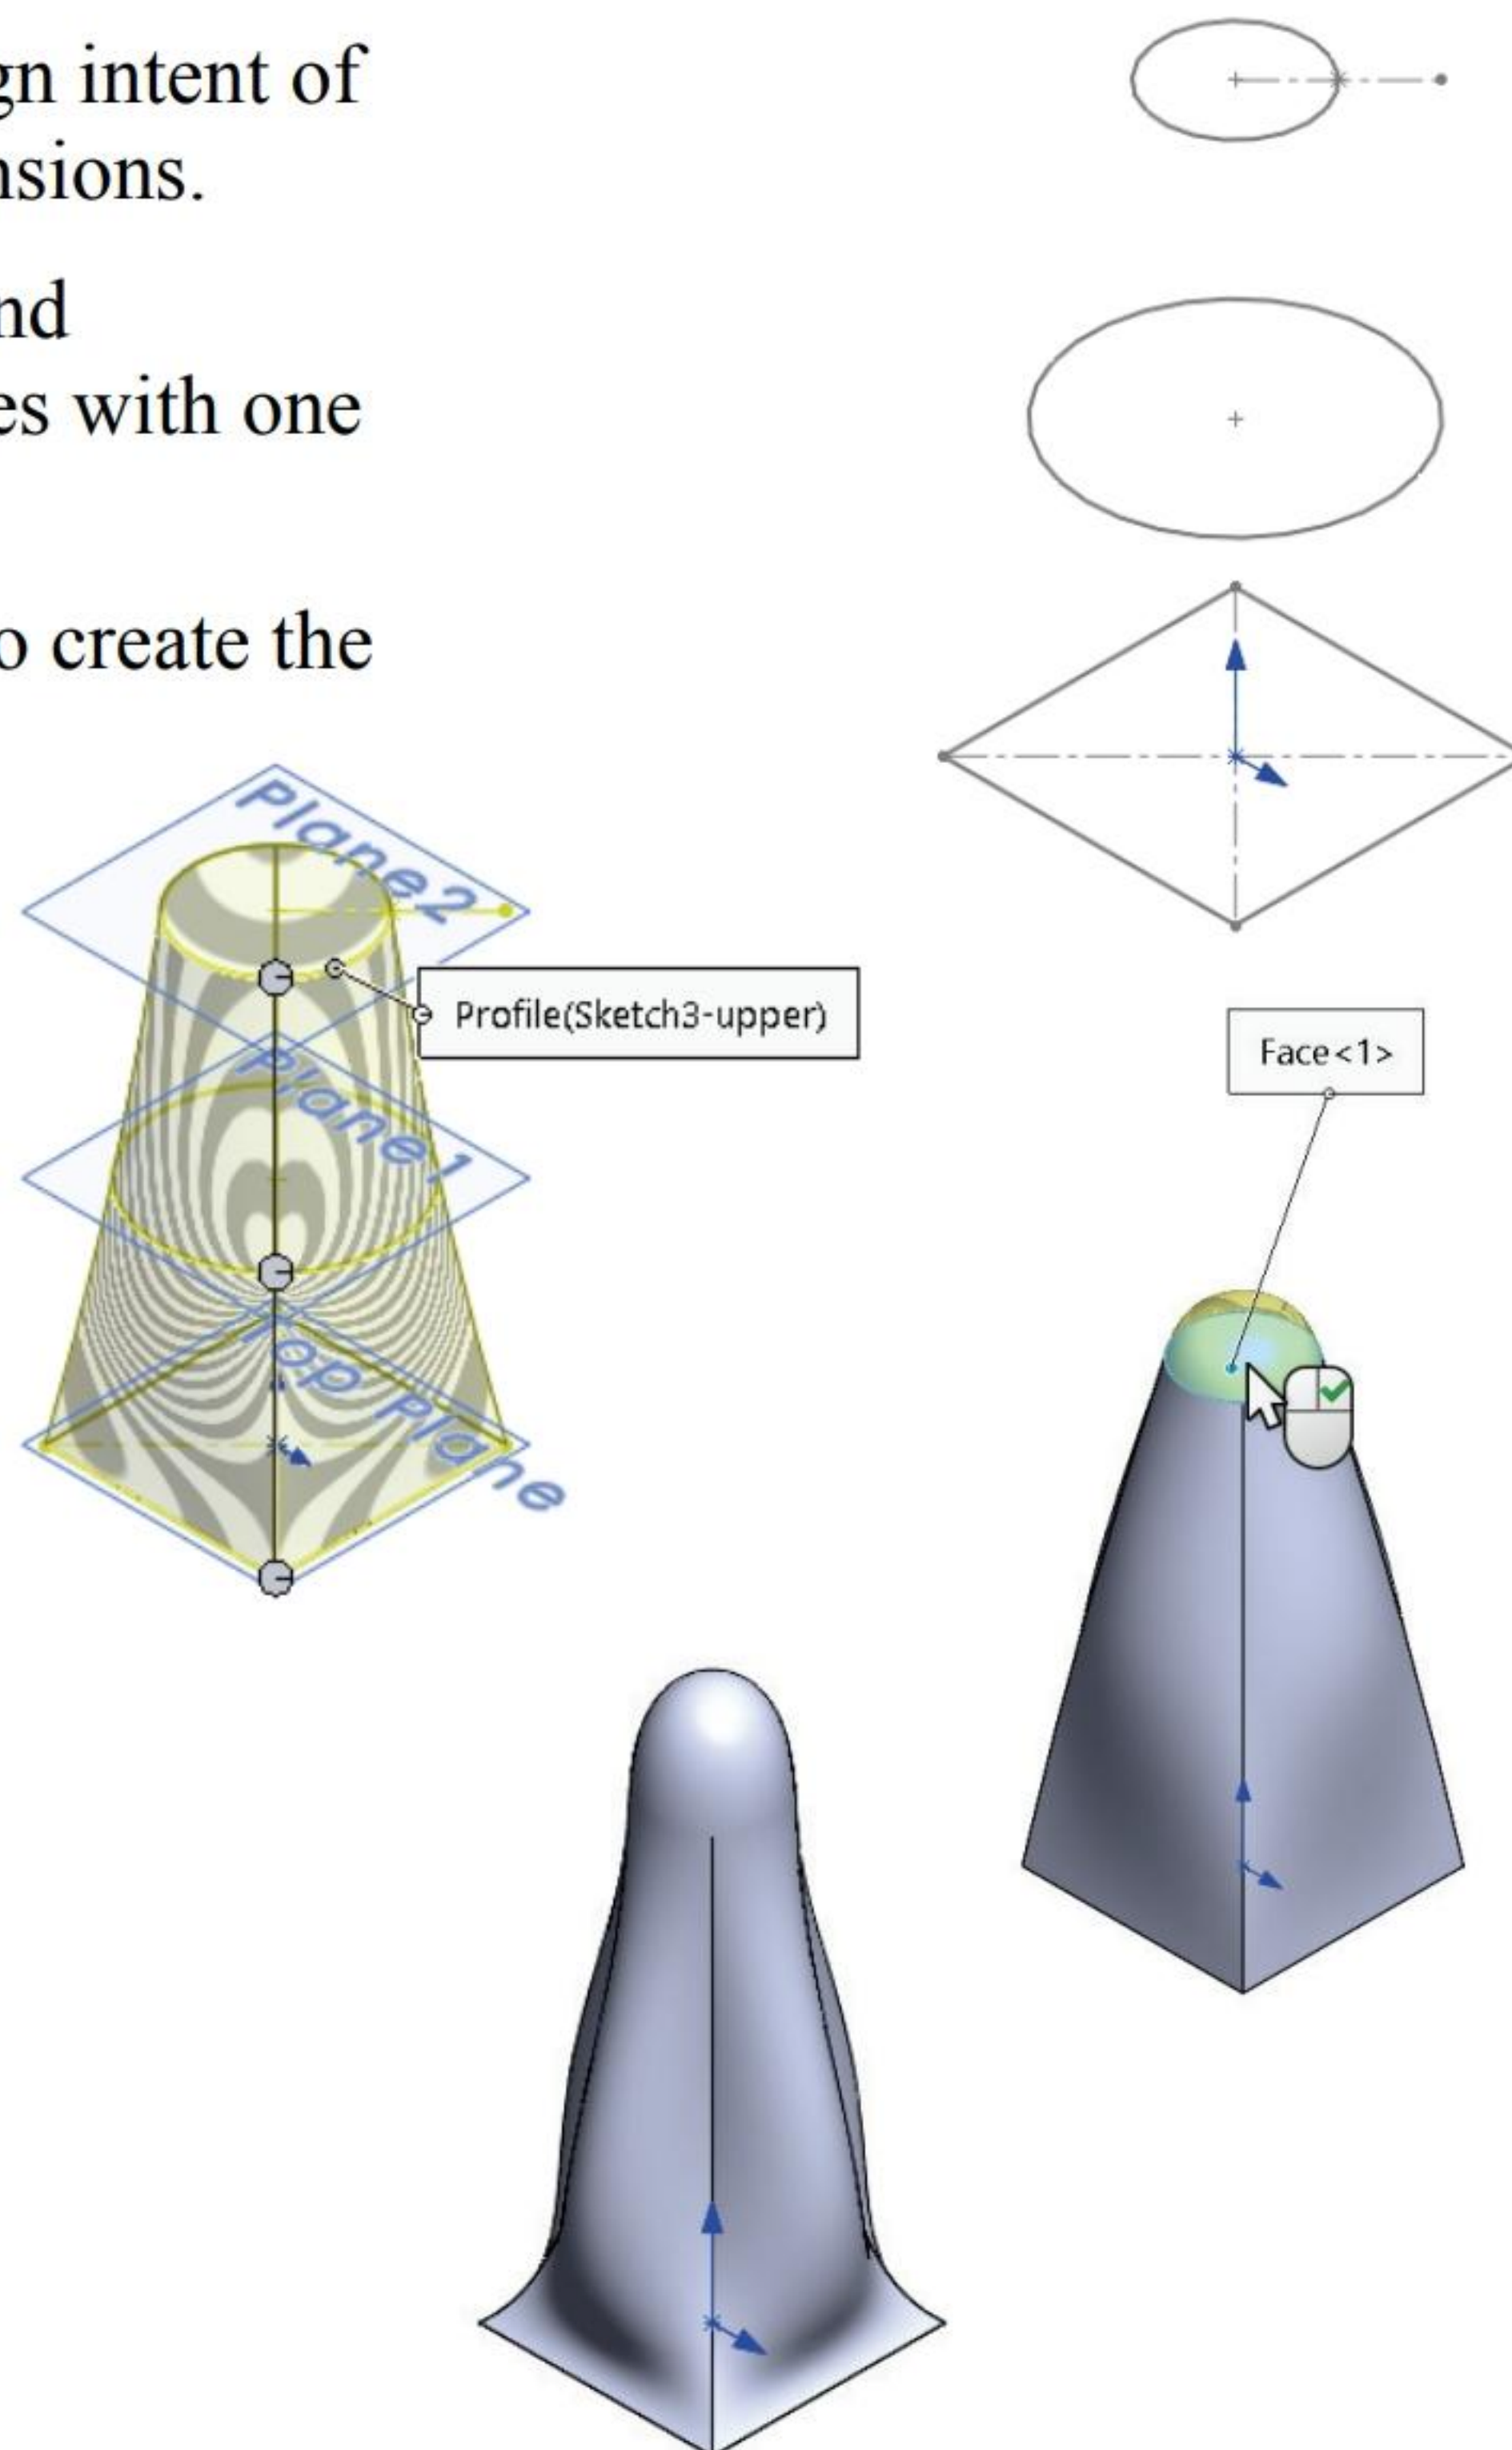 gn intent of
nsions.
nd
es with one
o create the
Plane2
Profile(Sketch3-upper)
Plane1
Face<1>
Top Plane